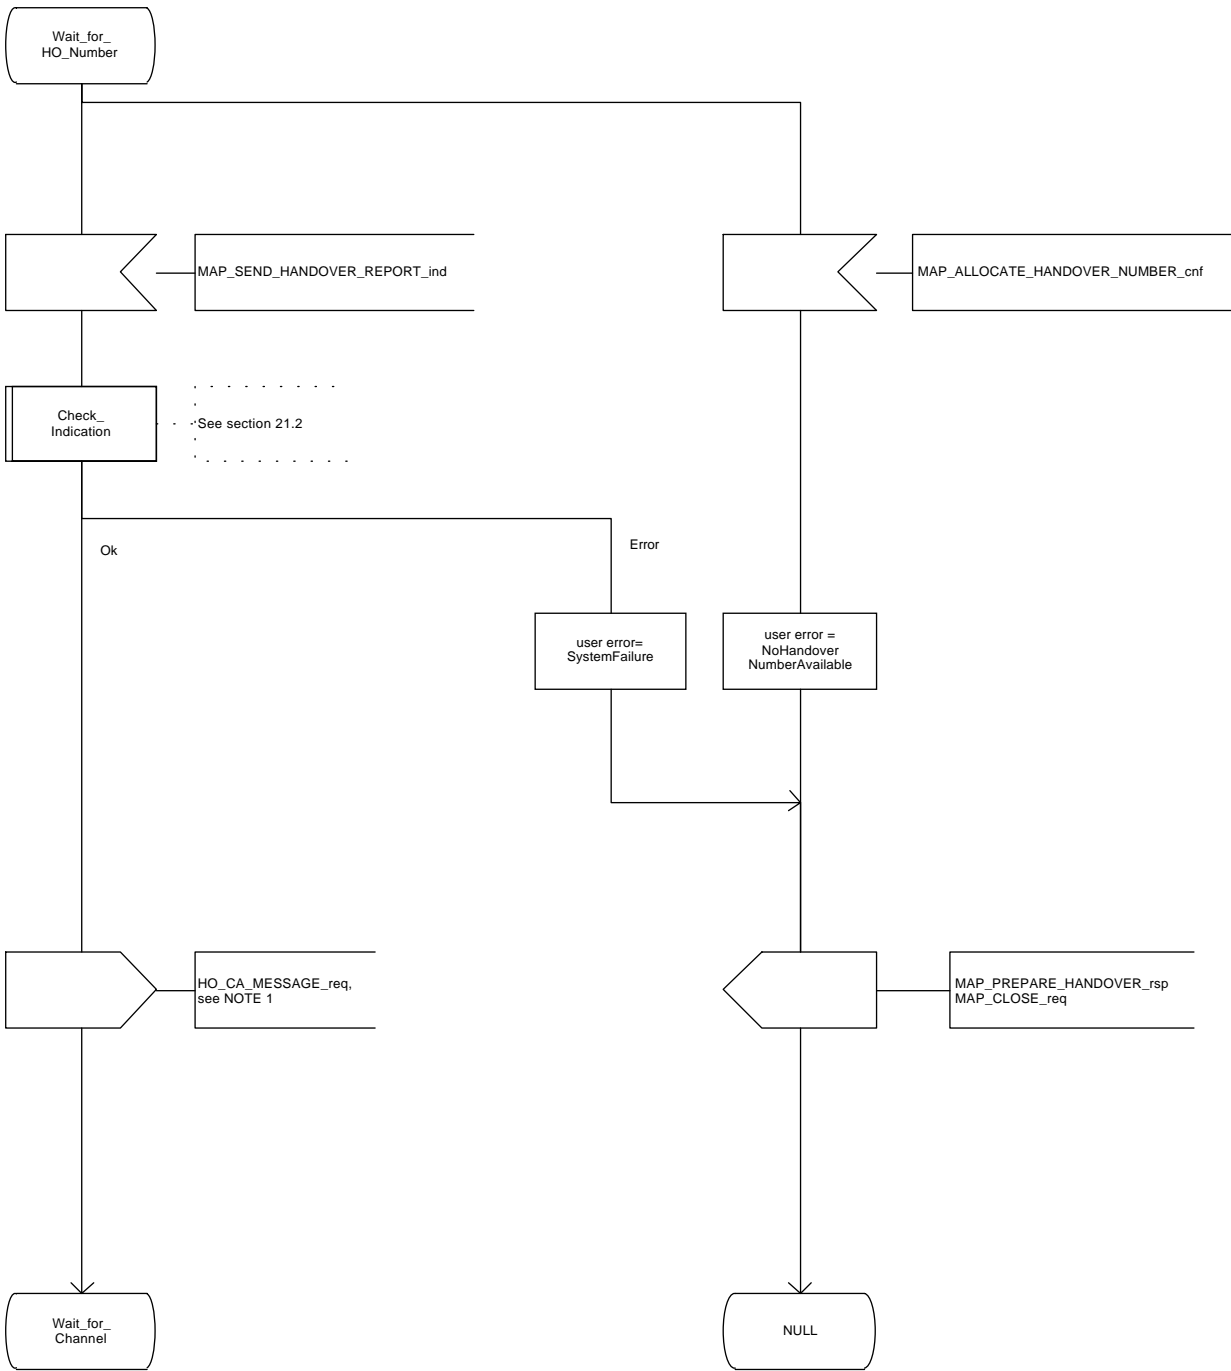 Wait_for_
HO_Number
MAP_SEND_HANDOVER_REPORT_ind
MAP_ALLOCATE_HANDOVER_NUMBER_cnf
Check_
Indication
See section 21.2
Ok
Error
user error=
SystemFailure
user error =
NoHandover
NumberAvailable
HO_CA_MESSAGE_req,
see NOTE 1
MAP_PREPARE_HANDOVER_rsp
MAP_CLOSE_req
Wait_for_
Channel
NULL